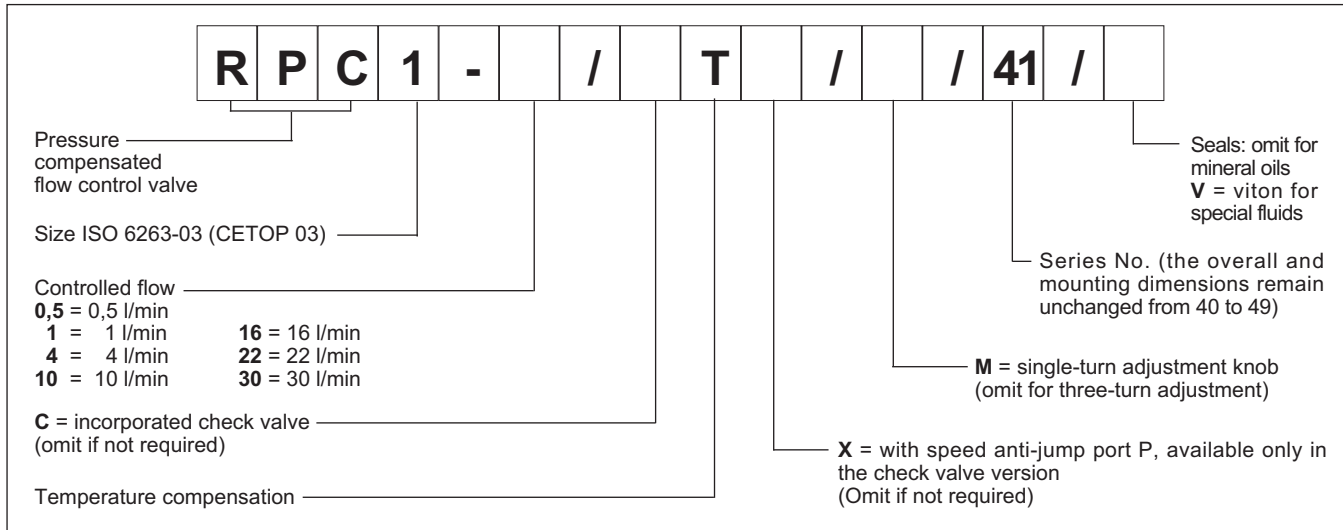 R P C 1 - / T / / 41 /
Pressure
compensated
flow control valve
Size ISO 6263-03 (CETOP 03)
Controlled flow
0,5 = 0,5 l/min
1 = 1 l/min 16 = 16 l/min
4 = 4 l/min 22 = 22 l/min
10 = 10 l/min 30 = 30 l/min
C = incorporated check valve
(omit if not required)
Temperature compensation
Seals: omit for
mineral oils
V = viton for
special fluids
Series No. (the overall and
mounting dimensions remain
unchanged from 40 to 49)
M = single-turn adjustment knob
(omit for three-turn adjustment)
X = with speed anti-jump port P, available only in
the check valve version
(Omit if not required)